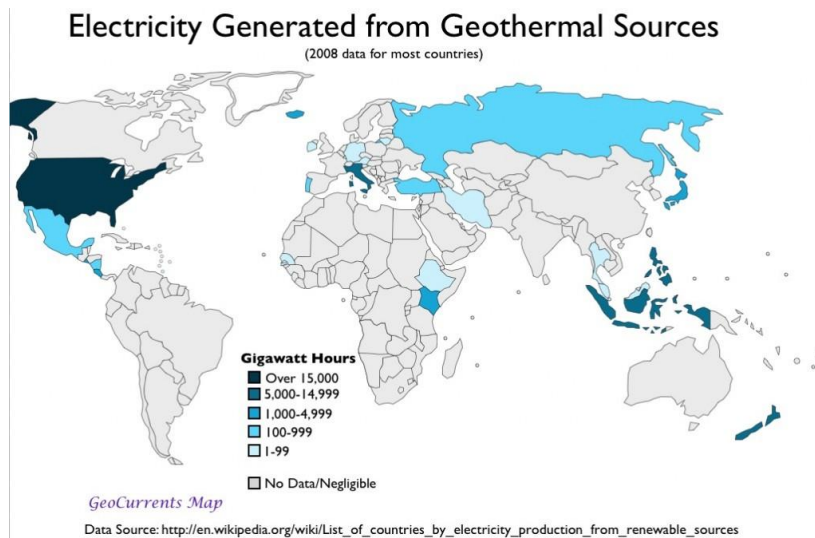 Electricity Generated from Geothermal Sources
(2008 data for most countries)
Gigawatt Hours
Over 15,000
5,000-14,999
1,000-4,999
100-999
1-99
No Data/Negligible
GeoCurrents Map
Data Source: http://en.wikipedia.org/wiki/List_of_countries_by_electricity_production_from_renewable_sources